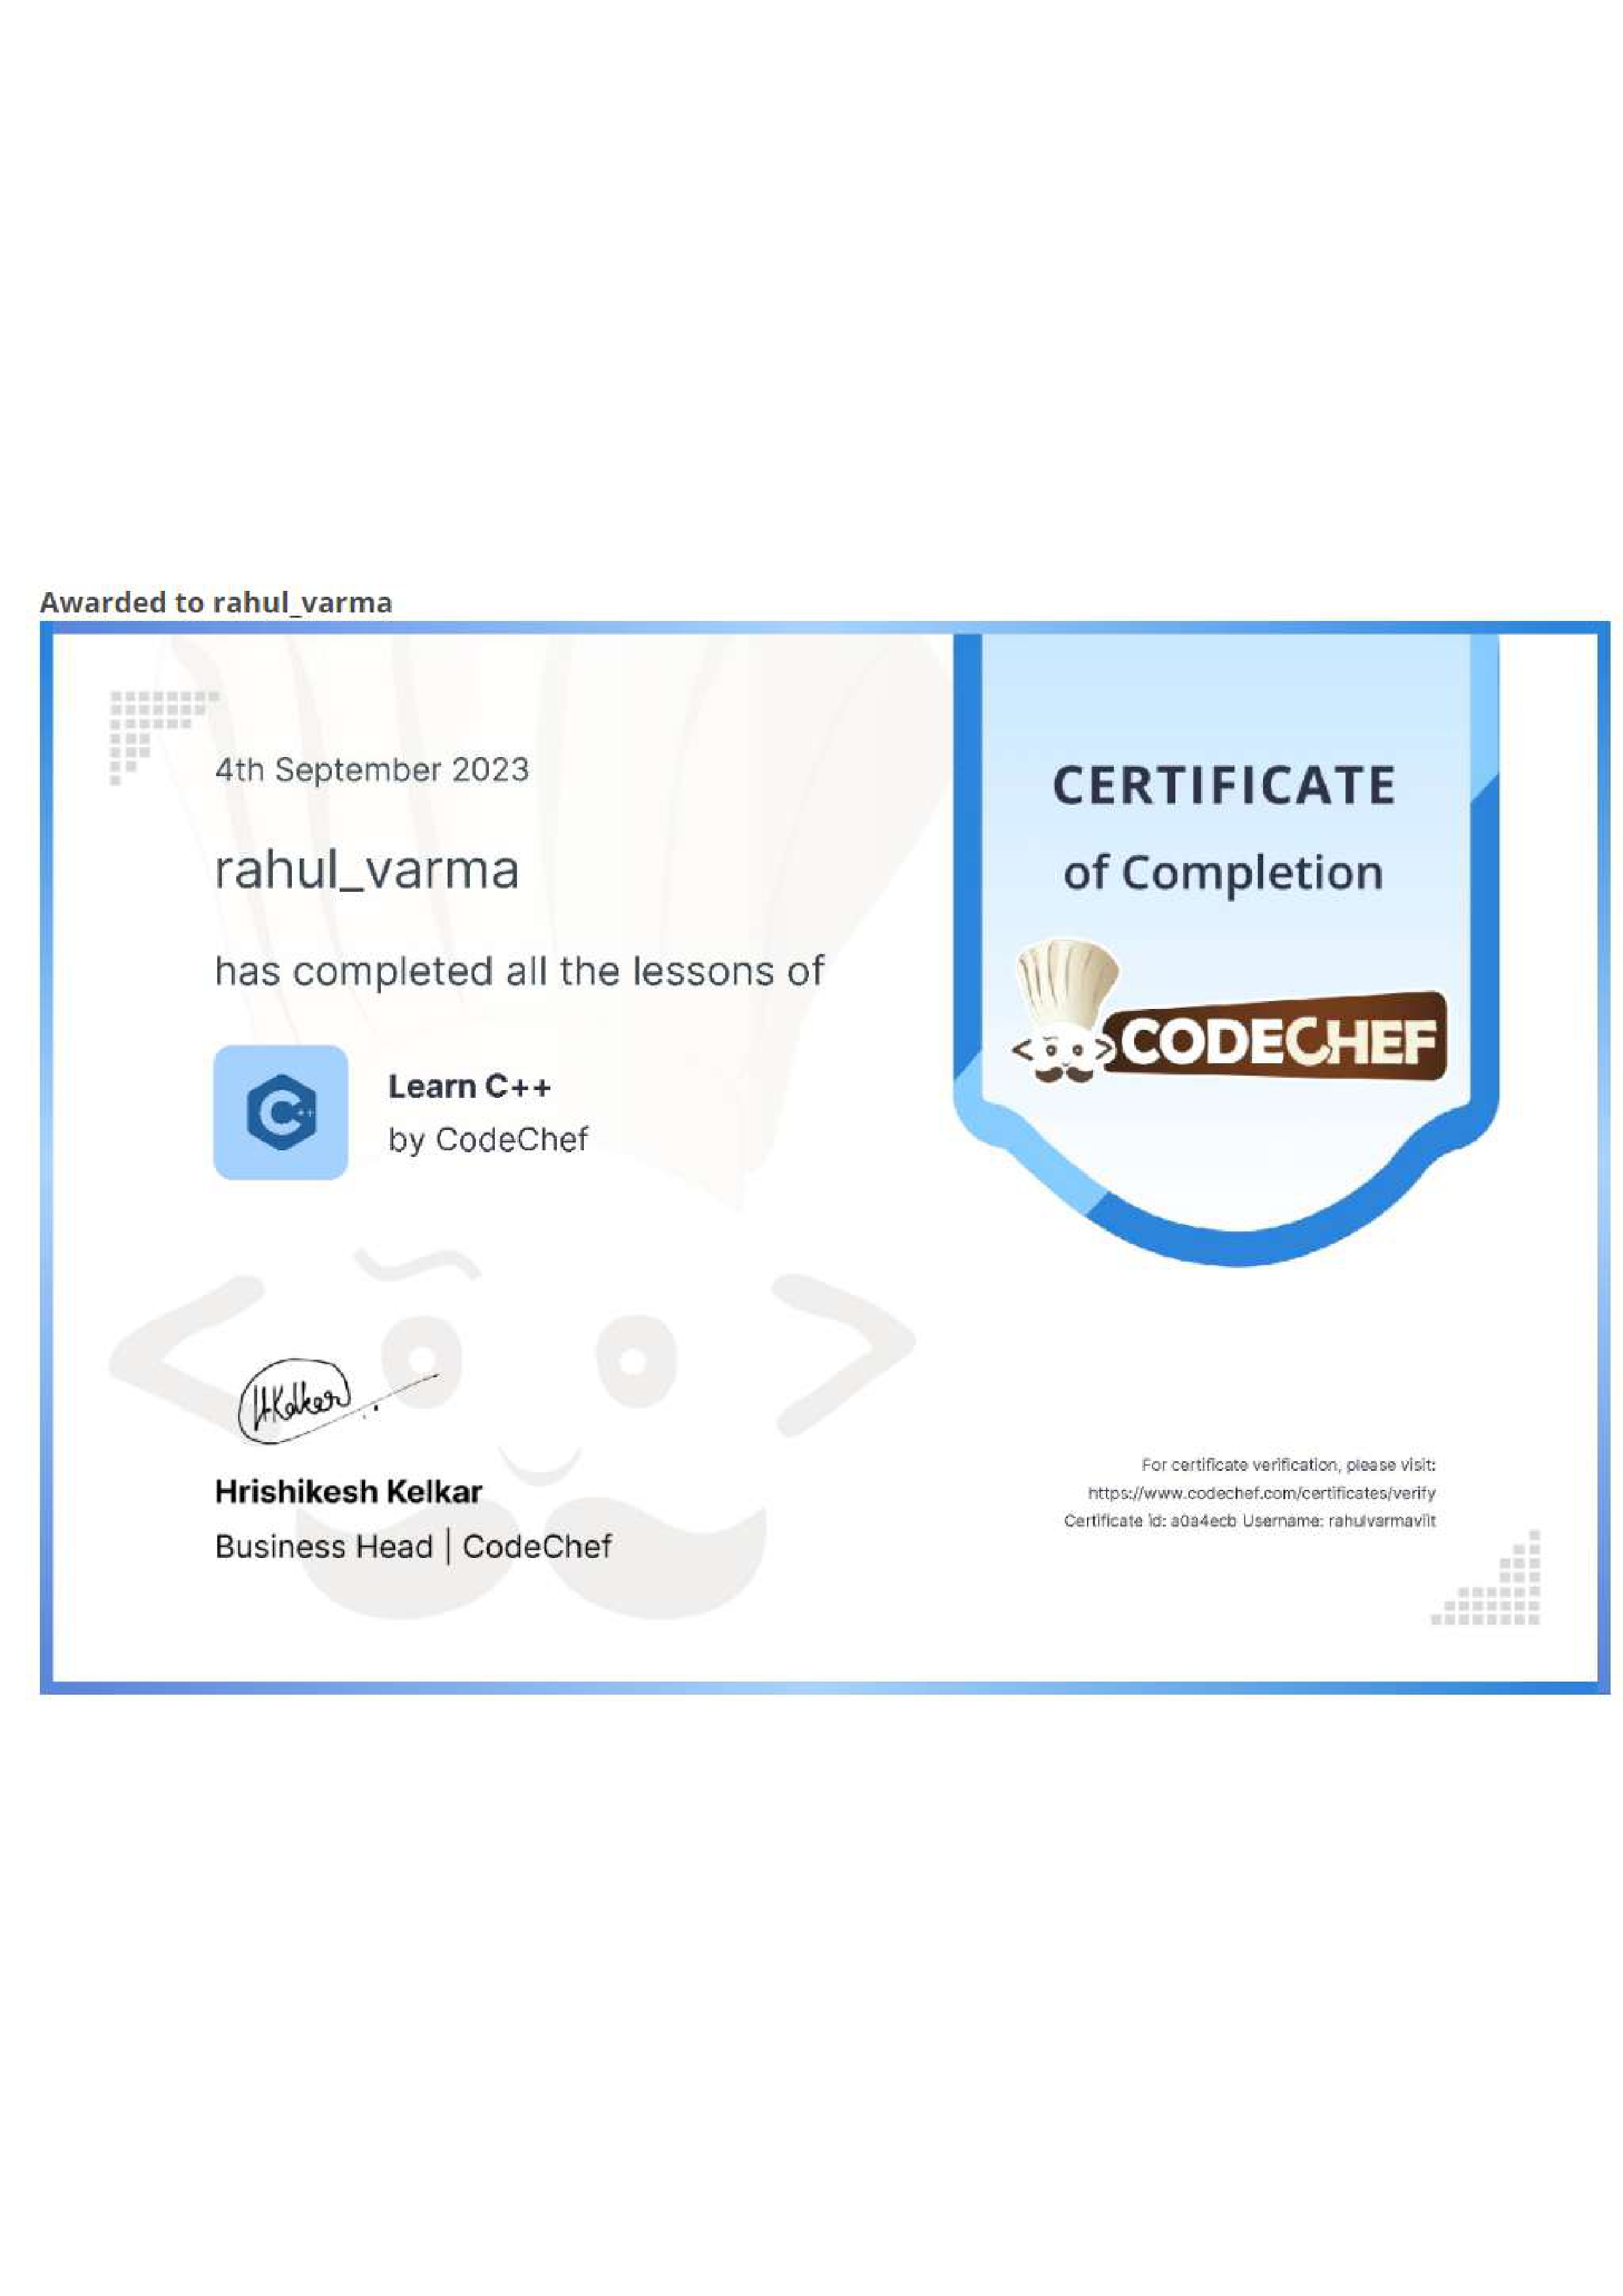 Awarded to rahul_varma
4th September 2023
rahul_varma
has completed all the lessons of
C++
Learn C++
by CodeChef
CERTIFICATE
of Completion
CODECHEF
HKelkar
Hrishikesh Kelkar
Business Head | CodeChef
For certificate verification, please visit:
https://www.codechef.com/certificates/verify
Certificate id: a0a4ecb Username: rahulvarmaviit